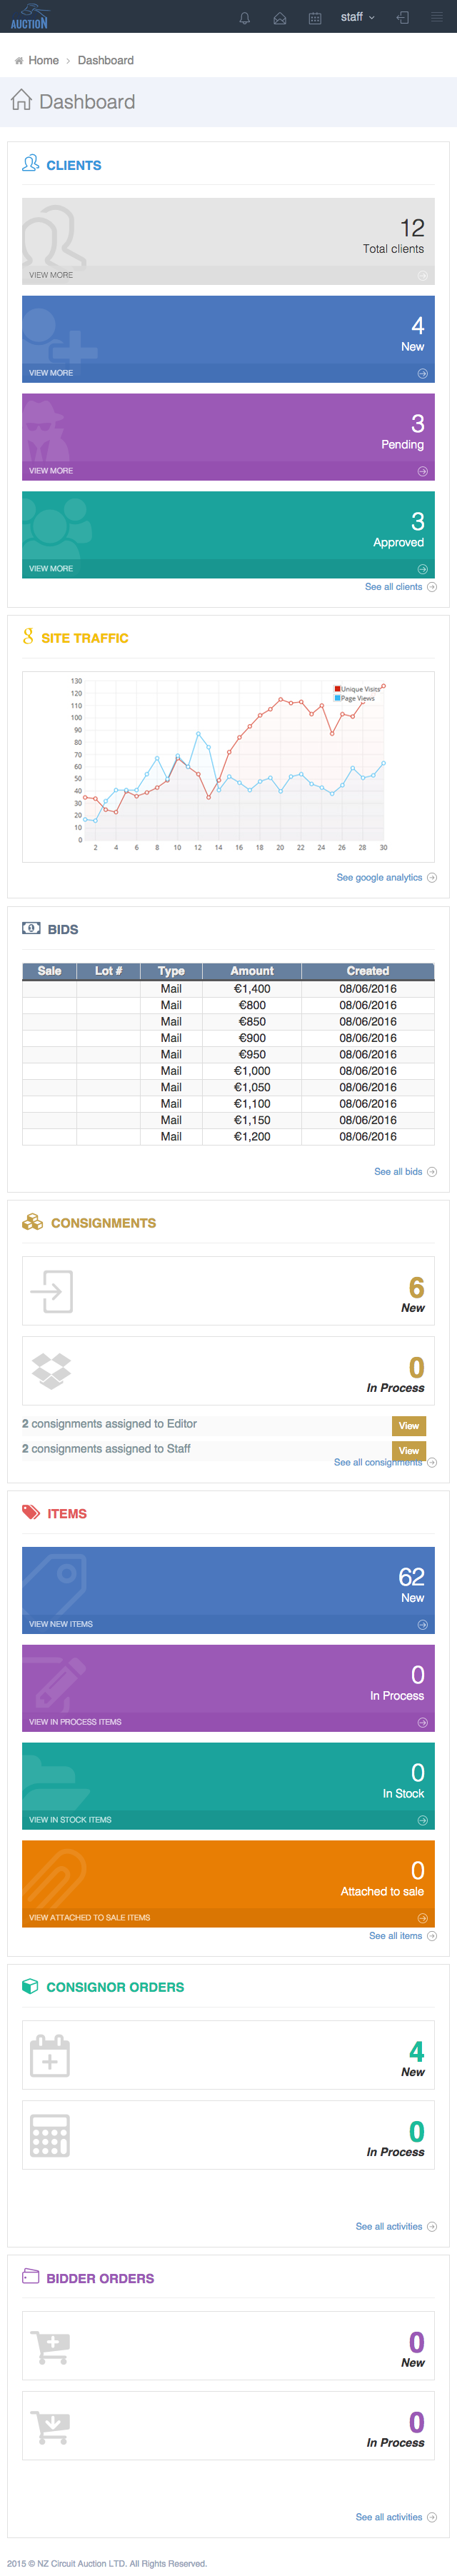 AUCTION
staff
Home > Dashboard
Dashboard
CLIENTS
12
Total clients
VIEW MORE
4
New
VIEW MORE
3
Pending
VIEW MORE
3
Approved
VIEW MORE
See all clients
SITE TRAFFIC
130
120
110
100
90
80
70
60
50
40
30
20
10
0
Unique Visits
Page Views
2 4 6 8 10 12 14 16 18 20 22 24 26 28 30
See google analytics
BIDS
Sale Lot # Type Amount Created
Mail €1,400 08/06/2016
Mail €800 08/06/2016
Mail €850 08/06/2016
Mail €900 08/06/2016
Mail €950 08/06/2016
Mail €1,000 08/06/2016
Mail €1,050 08/06/2016
Mail €1,100 08/06/2016
Mail €1,150 08/06/2016
Mail €1,200 08/06/2016
See all bids
CONSIGNMENTS
6
New
0
In Process
2 consignments assigned to Editor View
2 consignments assigned to Staff View
See all consignments
ITEMS
62
New
VIEW NEW ITEMS
0
In Process
VIEW IN PROCESS ITEMS
0
In Stock
VIEW IN STOCK ITEMS
0
Attached to sale
VIEW ATTACHED TO SALE ITEMS
See all items
CONSIGNOR ORDERS
4
New
0
In Process
See all activities
BIDDER ORDERS
0
New
0
In Process
See all activities
2015 © NZ Circuit Auction LTD. All Rights Reserved.